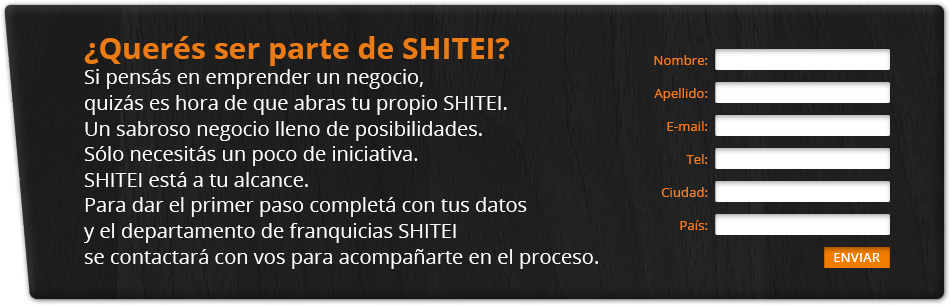 ¿Querés ser parte de SHITEI?
Si pensás en emprender un negocio,
quizás es hora de que abras tu propio SHITEI.
Un sabroso negocio lleno de posibilidades.
Sólo necesitás un poco de iniciativa.
SHITEI está a tu alcance.
Para dar el primer paso completá con tus datos
y el departamento de franquicias SHITEI
se contactará con vos para acompañarte en el proceso.
Nombre:
Apellido:
E-mail:
Tel:
Ciudad:
País:
ENVIAR